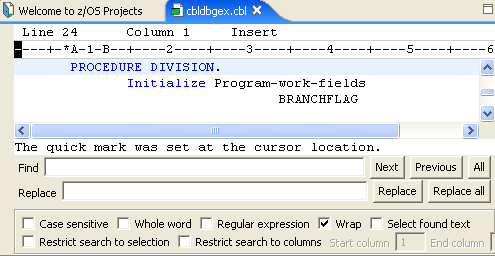 Welcome to z/OS Projects cbldbgex.cbl
Line 24 Column 1 Insert
----+-*A-1-B--+----2----+----3----+----4----+----5----+----6
PROCEDURE DIVISION.
Initialize Program-work-fields
BRANCHFLAG
The quick mark was set at the cursor location.
Find Next Previous All
Replace Replace Replace all
Case sensitive Whole word Regular expression Wrap Select found text
Restrict search to selection Restrict search to columns Start column 1 End column